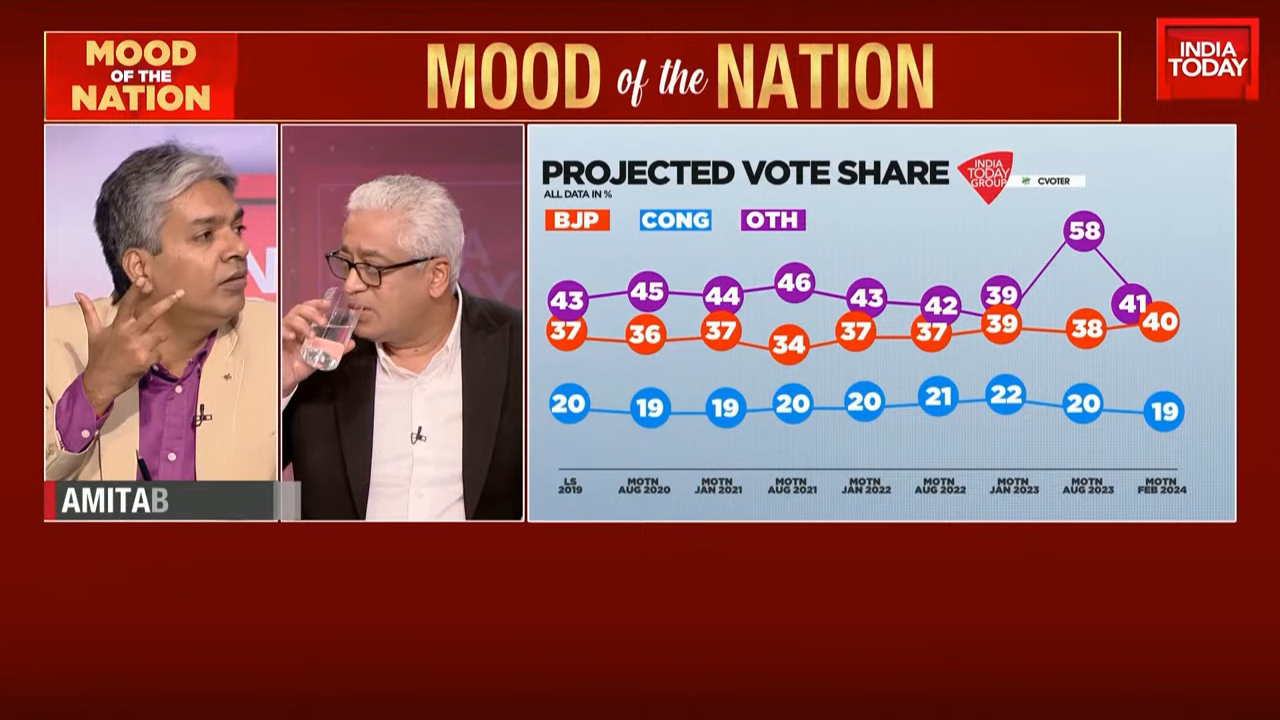 MOOD
OF THE
NATION
MOOD of the NATION
INDIA
TODAY
PROJECTED VOTE SHARE
ALL DATA IN %
INDIA
TODAY
GROUP
CVOTER
BJP CONG OTH
43 45 44 46 43 42 39 58 41
37 36 37 34 37 37 39 38 40
20 19 19 20 20 21 22 20 19
LS
2019
MOTN
AUG 2020
MOTN
JAN 2021
MOTN
AUG 2021
MOTN
JAN 2022
MOTN
AUG 2022
MOTN
JAN 2023
MOTN
AUG 2023
MOTN
FEB 2024
AMITAB